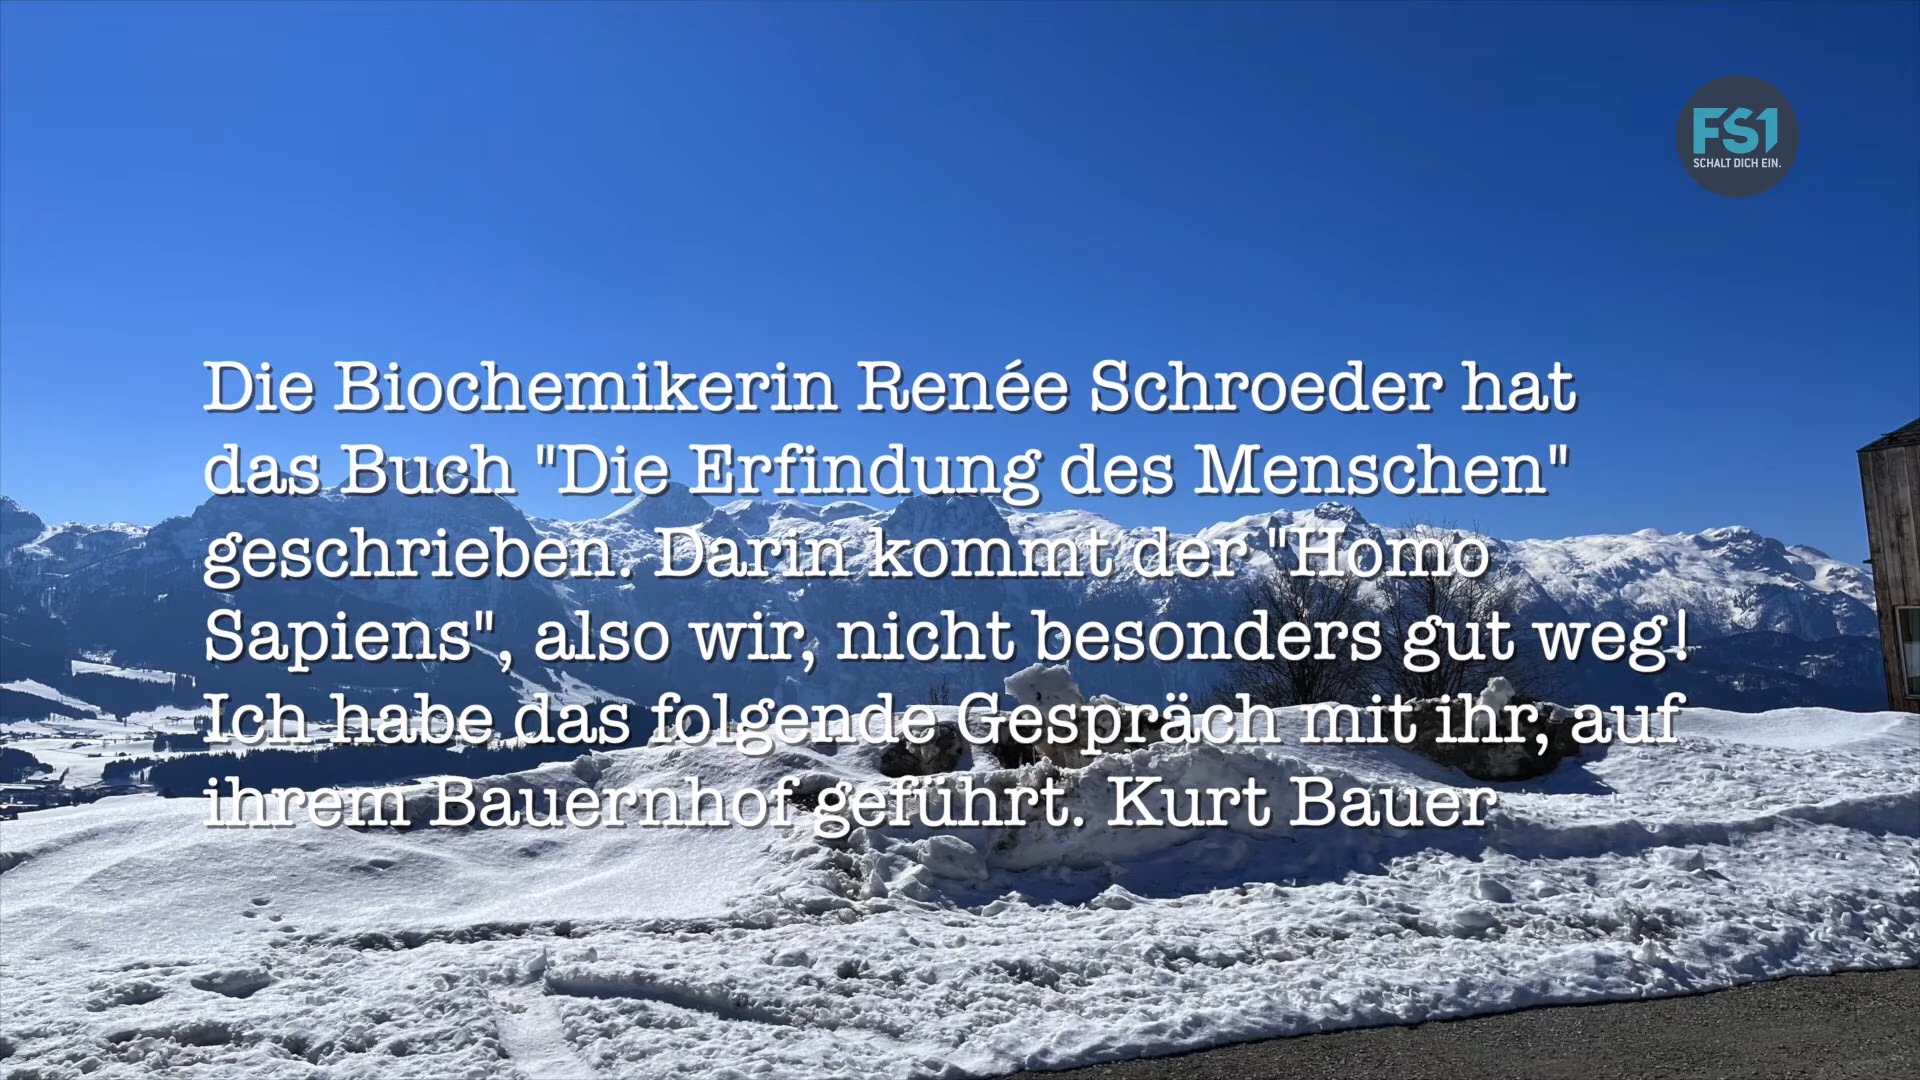 FS1
SCHALT DICH EIN.
Die Biochemikerin Renée Schroeder hat
das Buch "Die Erfindung des Menschen"
geschrieben. Darin kommt der "Homo
Sapiens", also wir, nicht besonders gut weg!
Ich habe das folgende Gespräch mit ihr, auf
ihrem Bauernhof geführt. Kurt Bauer